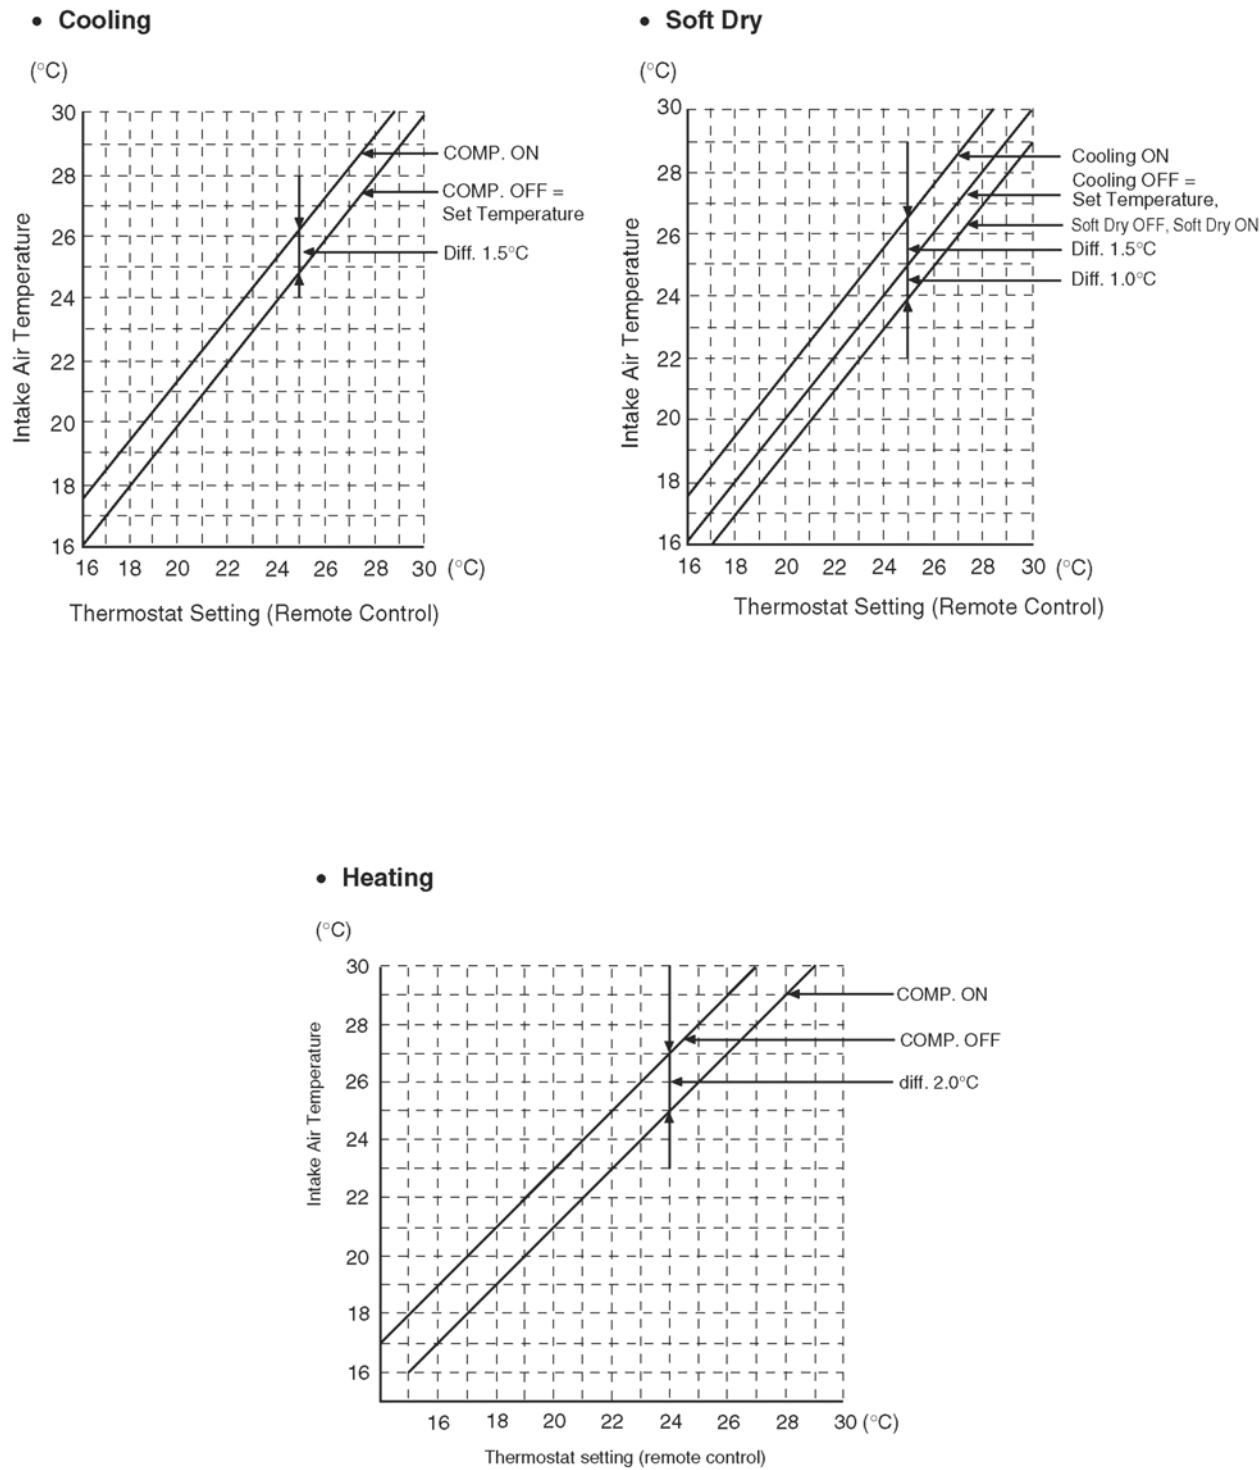 • Cooling
(°C)
Intake Air Temperature
30
28
26
24
22
20
18
16
COMP. ON
COMP. OFF =
Set Temperature
Diff. 1.5°C
16 18 20 22 24 26 28 30 (°C)
Thermostat Setting (Remote Control)
• Soft Dry
(°C)
Intake Air Temperature
30
28
26
24
22
20
18
16
Cooling ON
Cooling OFF =
Set Temperature,
Soft Dry OFF, Soft Dry ON
Diff. 1.5°C
Diff. 1.0°C
16 18 20 22 24 26 28 30 (°C)
Thermostat Setting (Remote Control)
• Heating
(°C)
Intake Air Temperature
30
28
26
24
22
20
18
16
COMP. ON
COMP. OFF
diff. 2.0°C
16 18 20 22 24 26 28 30 (°C)
Thermostat setting (remote control)